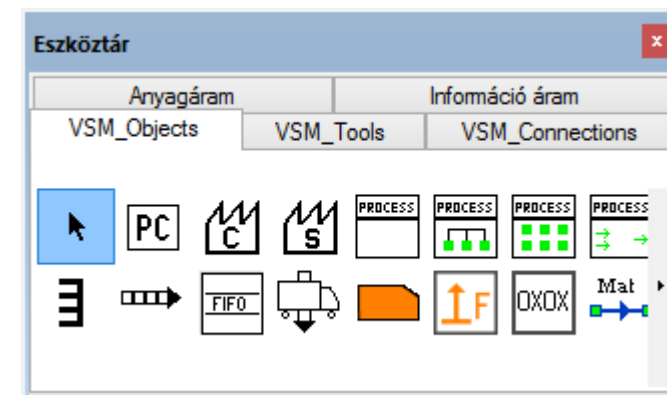 Eszköztár
x
Anyagáram Információ áram
VSM_Objects VSM_Tools VSM_Connections
PC C S PROCESS PROCESS PROCESS PROCESS
FIFO F OXOX Mat